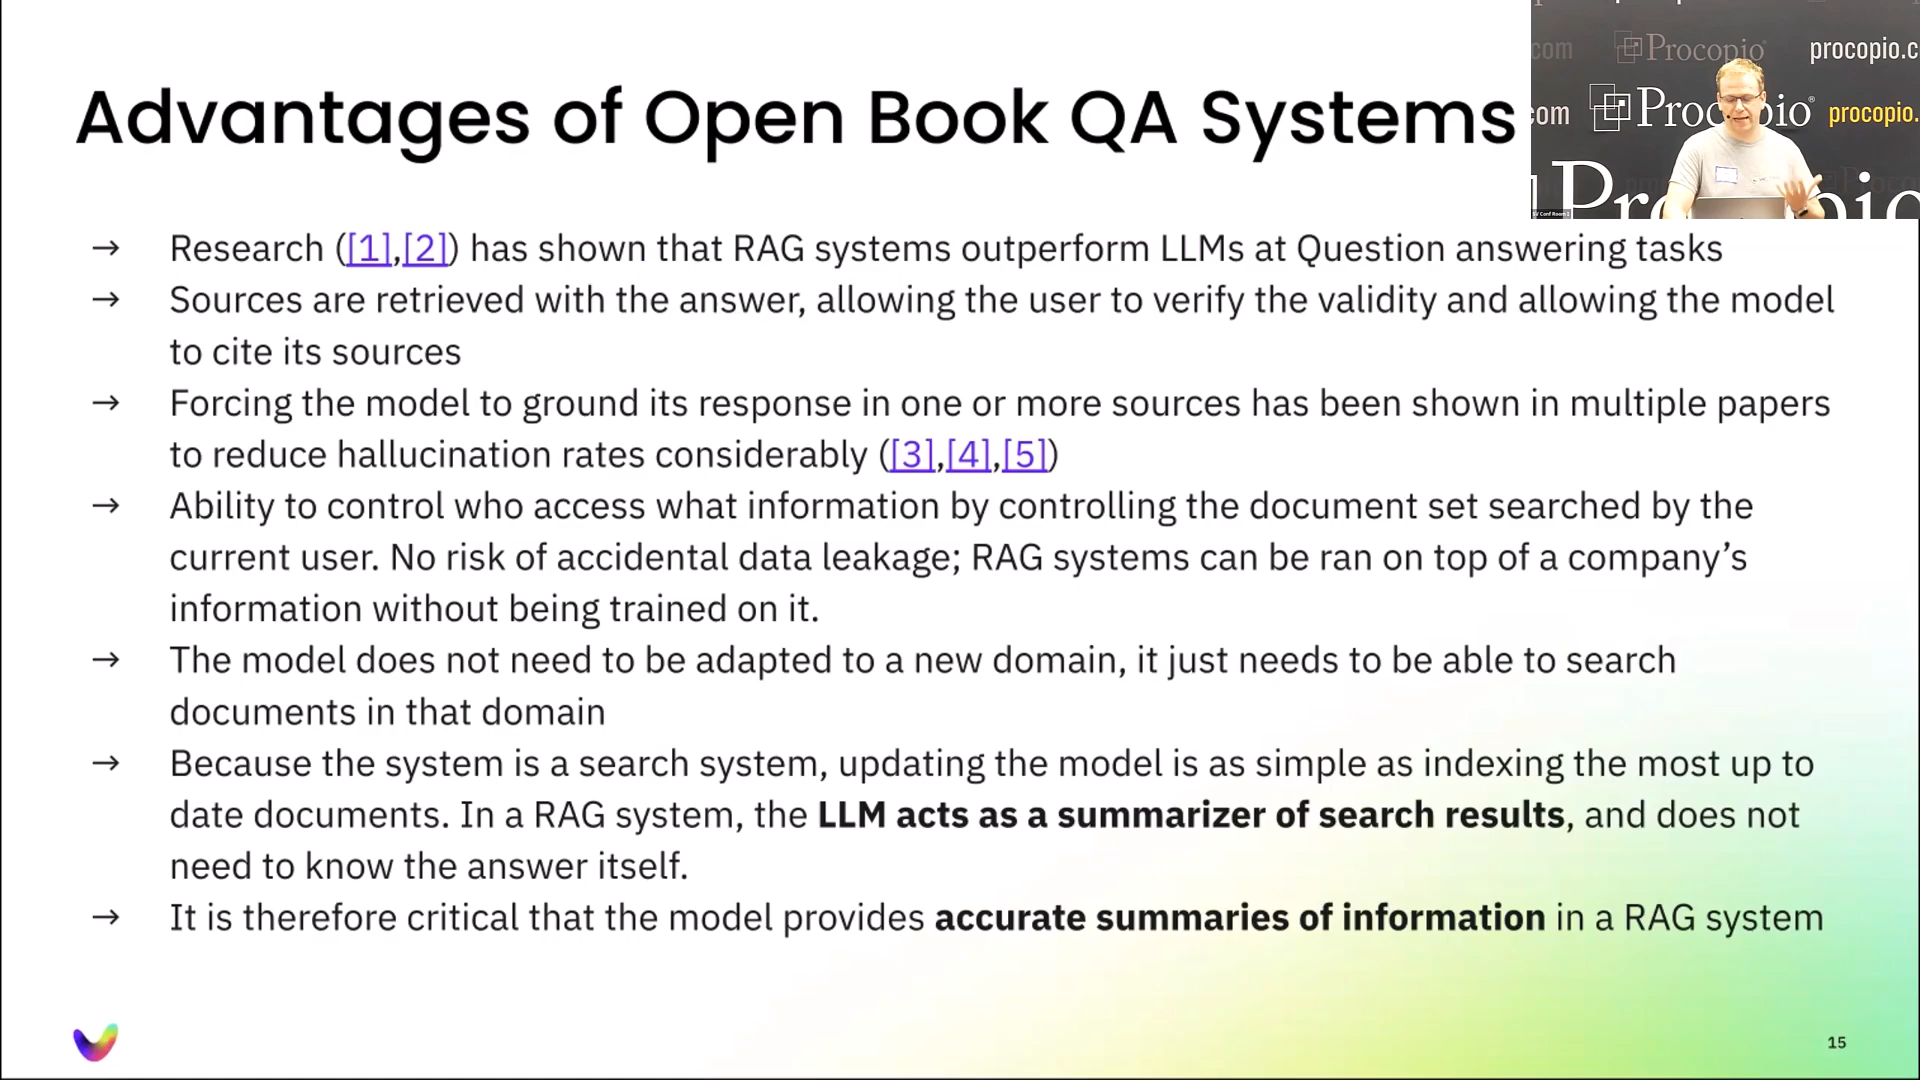 Advantages of Open Book QA Systems
.com Procopio procopio.c
.com Procopio® procopio.
Procopio
SV Conf Room 2
→ Research ([1],[2]) has shown that RAG systems outperform LLMs at Question answering tasks
→ Sources are retrieved with the answer, allowing the user to verify the validity and allowing the model
to cite its sources
→ Forcing the model to ground its response in one or more sources has been shown in multiple papers
to reduce hallucination rates considerably ([3],[4],[5])
→ Ability to control who access what information by controlling the document set searched by the
current user. No risk of accidental data leakage; RAG systems can be ran on top of a company’s
information without being trained on it.
→ The model does not need to be adapted to a new domain, it just needs to be able to search
documents in that domain
→ Because the system is a search system, updating the model is as simple as indexing the most up to
date documents. In a RAG system, the LLM acts as a summarizer of search results, and does not
need to know the answer itself.
→ It is therefore critical that the model provides accurate summaries of information in a RAG system
15